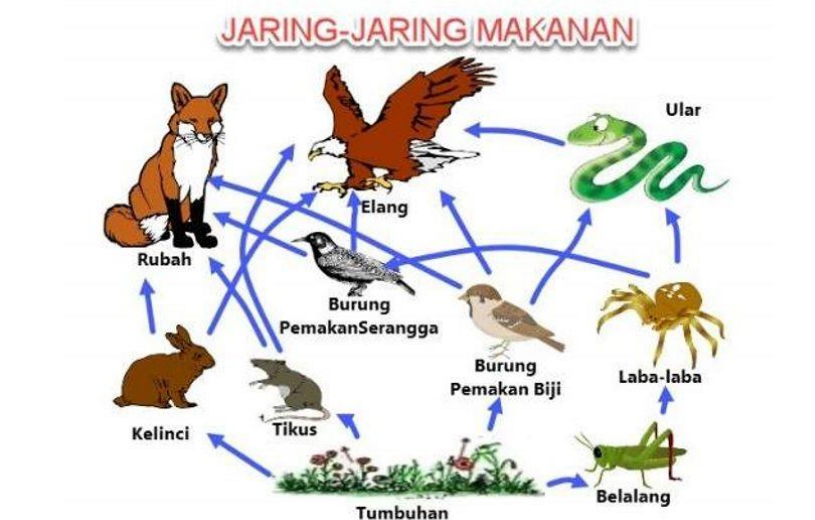 JARING-JARING MAKANAN
Ular
Elang
Rubah
Burung
PemakanSerangga
Burung
Pemakan Biji
Laba-laba
Kelinci
Tikus
Belalang
Tumbuhan